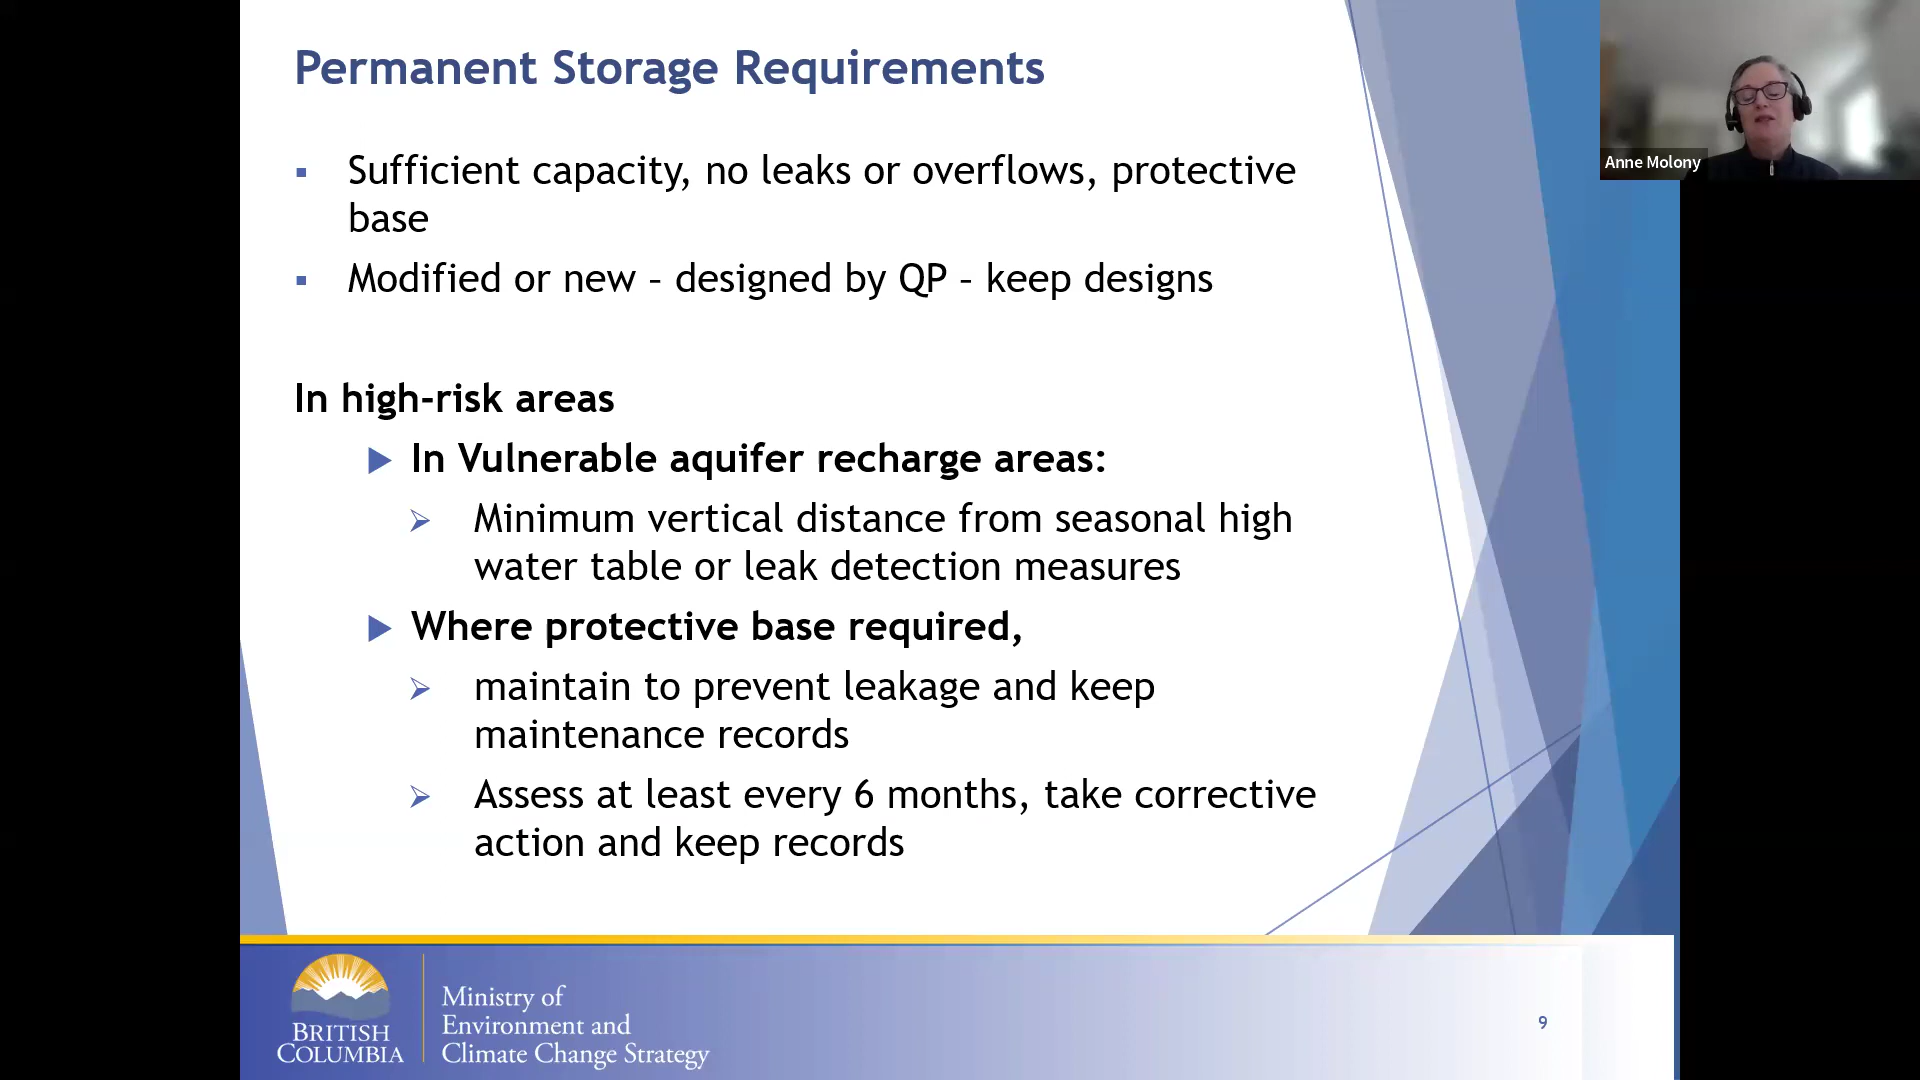 Permanent Storage Requirements
Anne Molony
Sufficient capacity, no leaks or overflows, protective
base
Modified or new – designed by QP – keep designs
In high-risk areas
In Vulnerable aquifer recharge areas:
Minimum vertical distance from seasonal high
water table or leak detection measures
Where protective base required,
maintain to prevent leakage and keep
maintenance records
Assess at least every 6 months, take corrective
action and keep records
BRITISH
COLUMBIA
Ministry of
Environment and
Climate Change Strategy
9